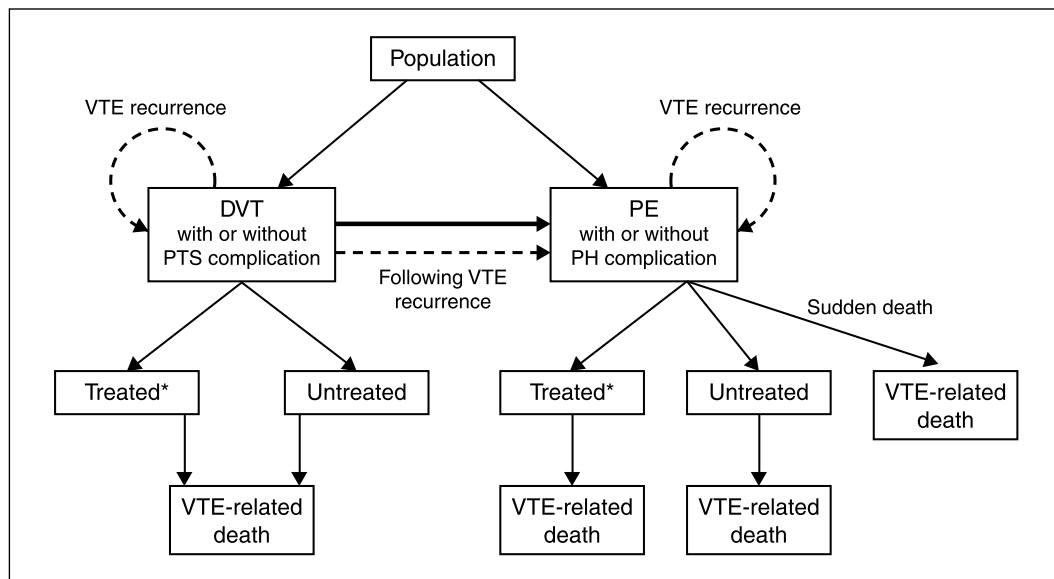 Population
VTE recurrence
VTE recurrence
DVT
with or without
PTS complication
PE
with or without
PH complication
Following VTE
recurrence
Sudden death
Treated*
Untreated
Treated*
Untreated
VTE-related
death
VTE-related
death
VTE-related
death
VTE-related
death